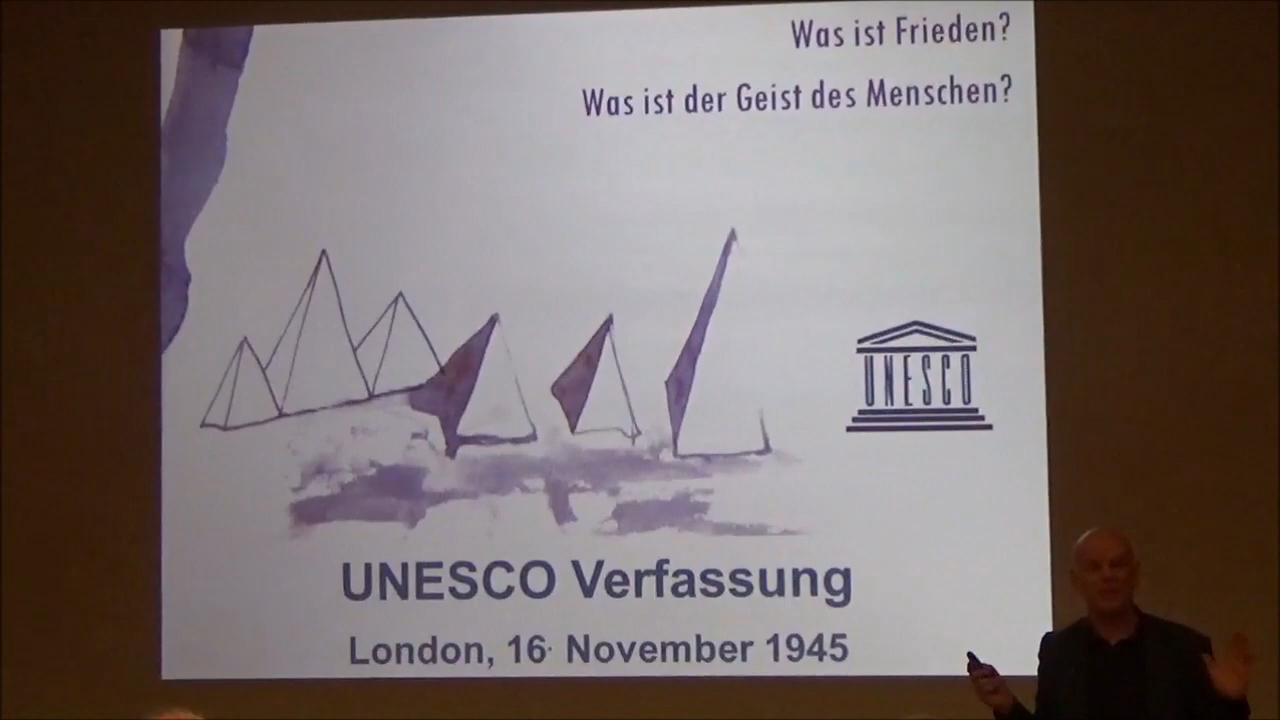 Was ist Frieden?
Was ist der Geist des Menschen?
UNESCO
UNESCO Verfassung
London, 16. November 1945